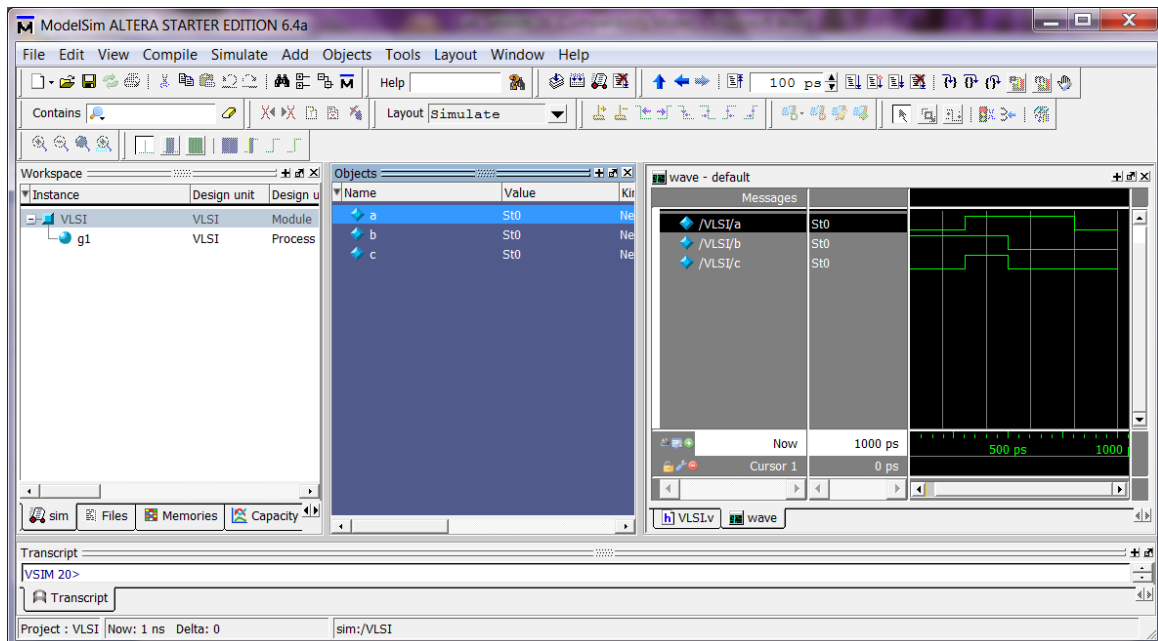 ModelSim ALTERA STARTER EDITION 6.4a
File Edit View Compile Simulate Add Objects Tools Layout Window Help
Help 100 ps
Contains Layout Simulate
Workspace
Instance Design unit Design u
VLSI VLSI Module
g1 VLSI Process
sim Files Memories Capacity
Objects
Name Value Kin
a St0 Ne
b St0 Ne
c St0 Ne
wave - default
Messages
/VLSI/a St0
/VLSI/b St0
/VLSI/c St0
Now 1000 ps 500 ps 1000
Cursor 1 0 ps
h VLSI.v wave
Transcript
VSIM 20>
Transcript
Project : VLSI Now: 1 ns Delta: 0 sim:/VLSI